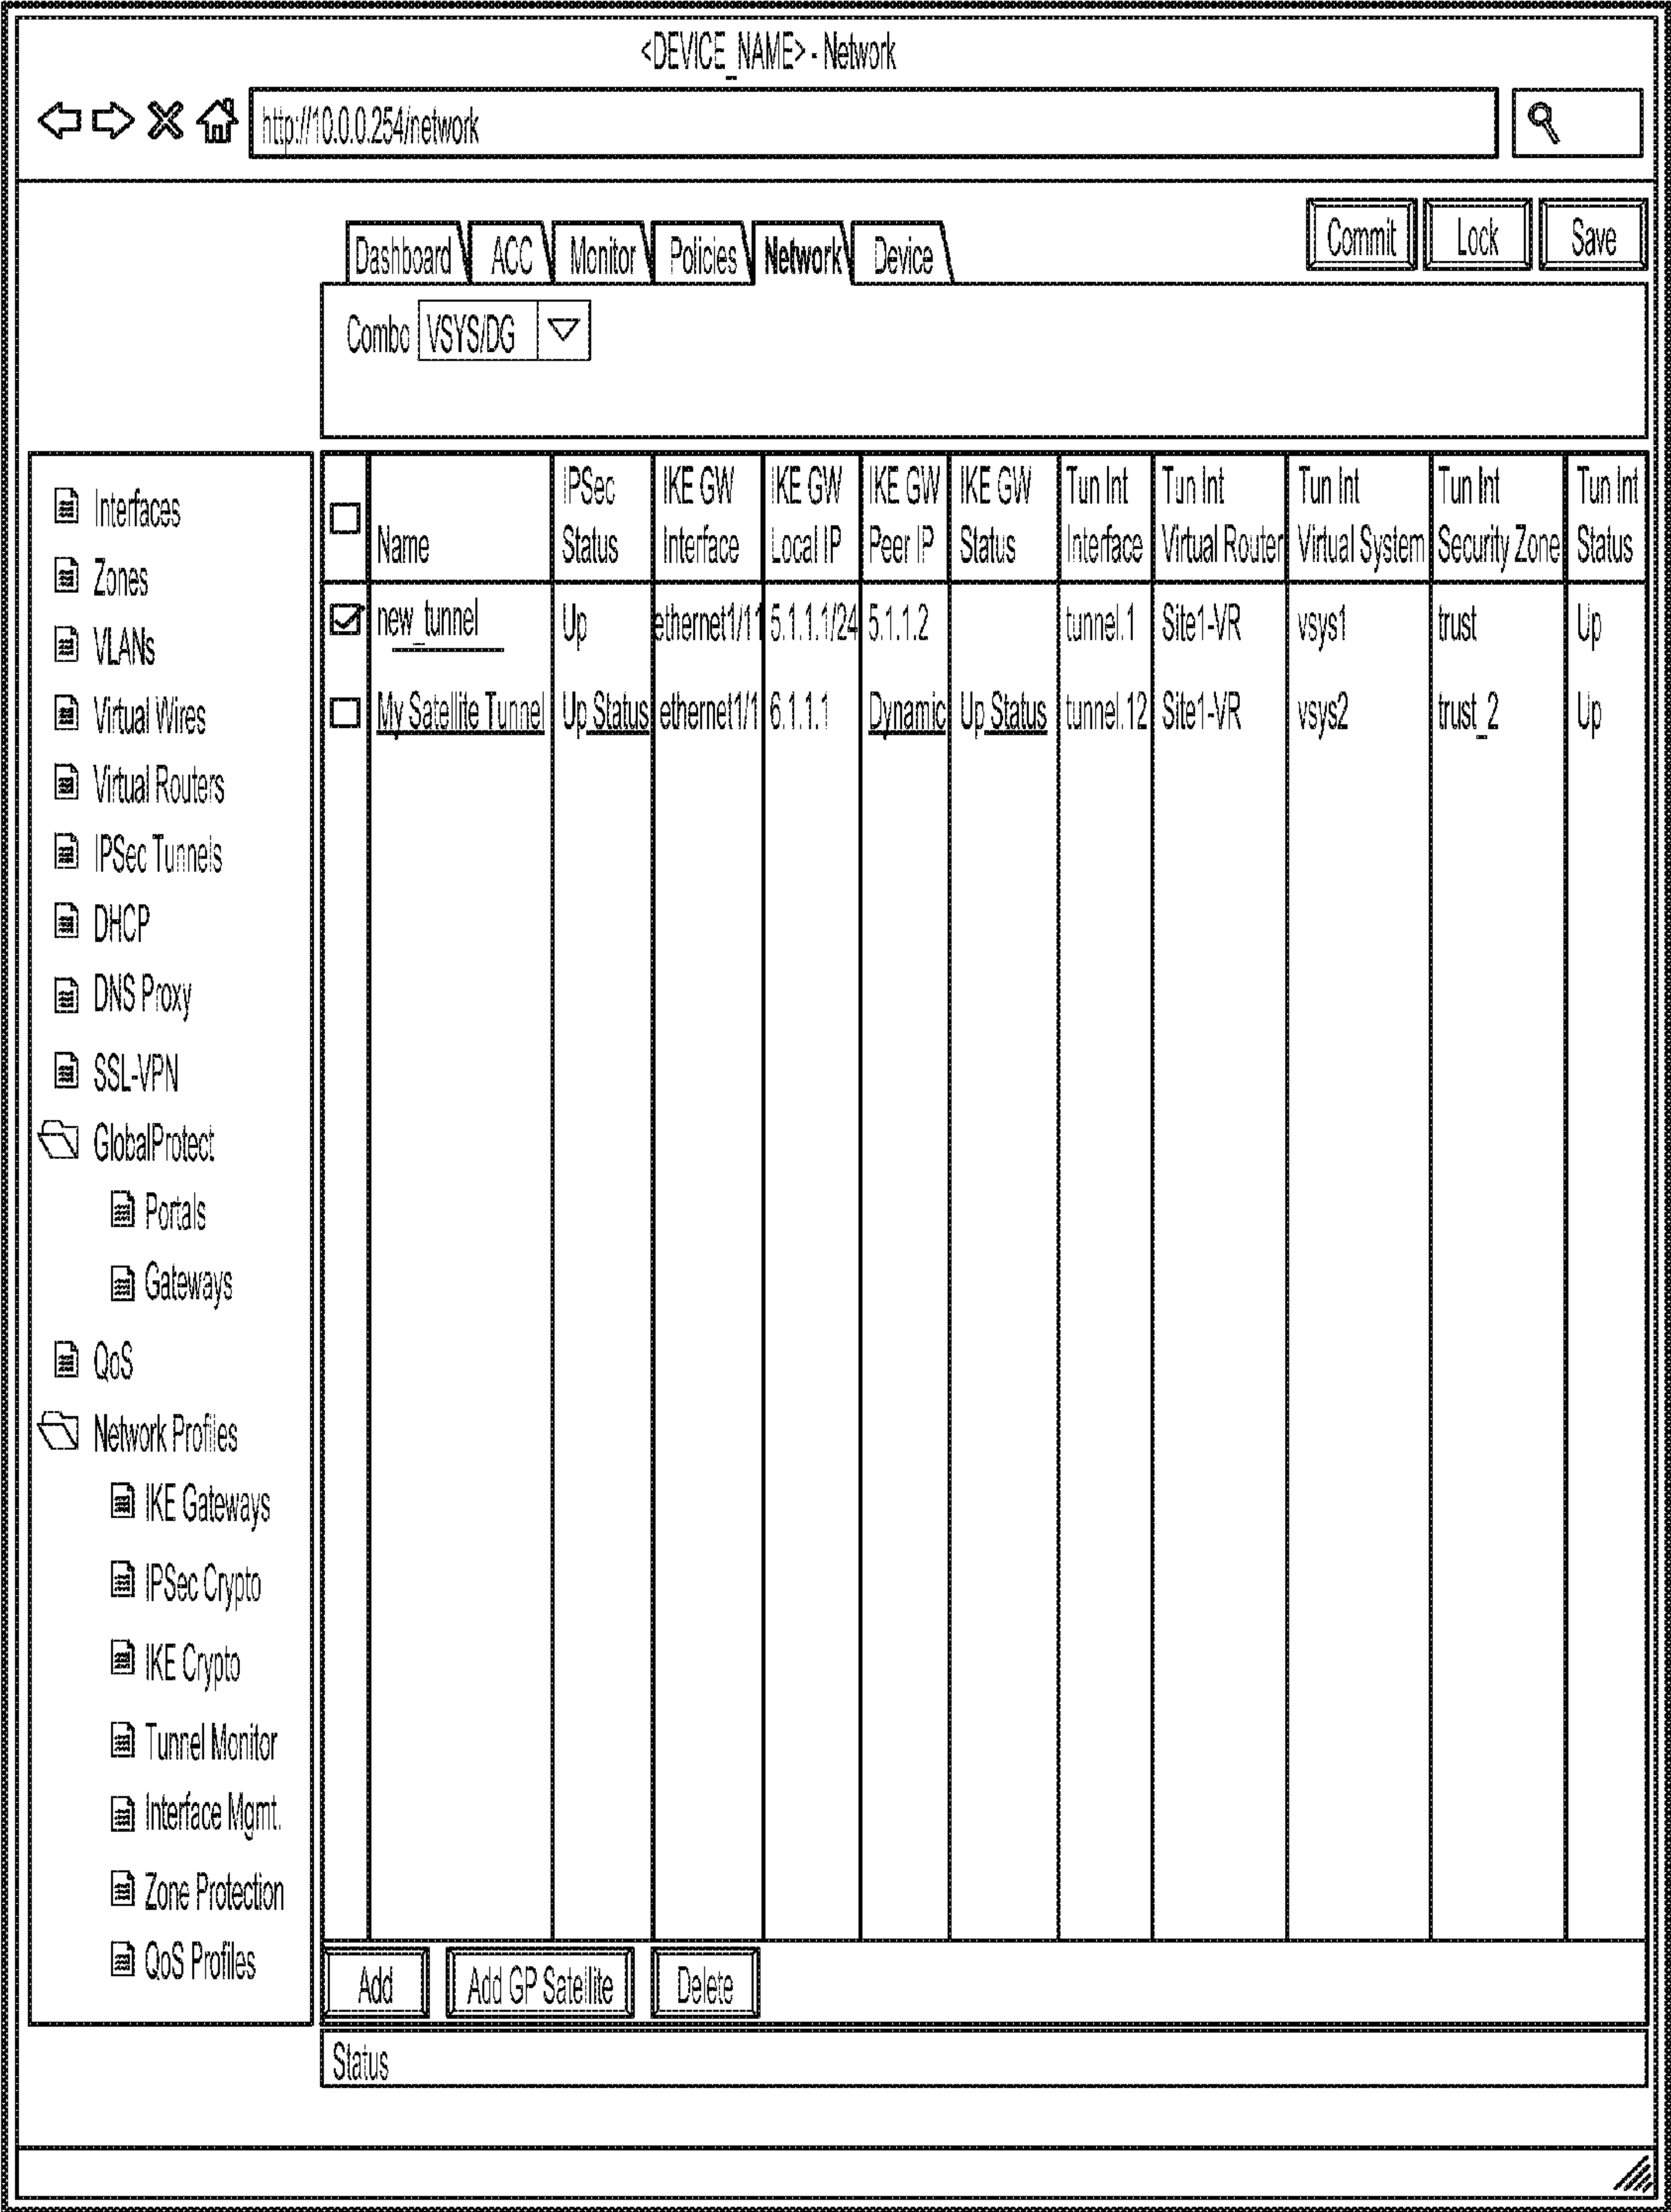 <DEVICE_NAME> - Network
http://10.0.0.254/network
Commit Lock Save
Dashboard ACC Monitor Policies Network Device
Combo VSYS/DG
Interfaces
Zones
VLANs
Virtual Wires
Virtual Routers
IPSec Tunnels
DHCP
DNS Proxy
SSL-VPN
GlobalProtect
Portals
Gateways
QoS
Network Profiles
IKE Gateways
IPSec Crypto
IKE Crypto
Tunnel Monitor
Interface Mgmt.
Zone Protection
QoS Profiles
IPSec IKE GW IKE GW IKE GW IKE GW Tun Int Tun Int Tun Int Tun Int Tun Int
Name Status Interface Local IP Peer IP Status Interface Virtual Router Virtual System Security Zone Status
new_tunnel Up ethernet1/11 5.1.1.1/24 5.1.1.2 tunnel.1 Site1-VR vsys1 trust Up
My Satellite Tunnel Up Status ethernet1/1 6.1.1.1 Dynamic Up Status tunnel.12 Site1-VR vsys2 trust_2 Up
Add Add GP Satellite Delete
Status